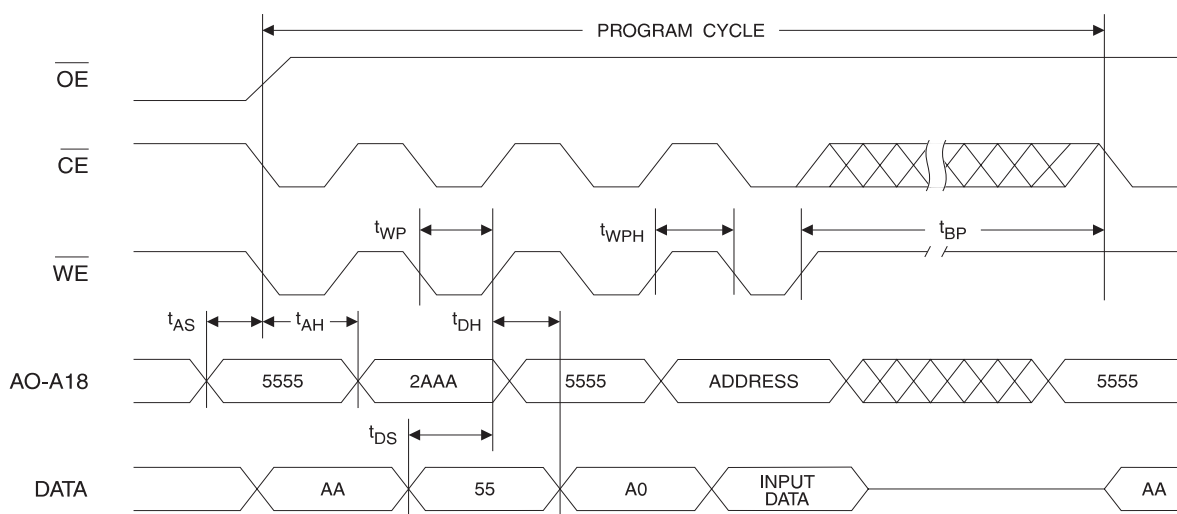 PROGRAM CYCLE
OE
CE
tWP
tWPH
tBP
WE
tAS
tAH
tDH
AO-A18
5555
2AAA
5555
ADDRESS
5555
tDS
DATA
AA
55
A0
INPUT
DATA
AA